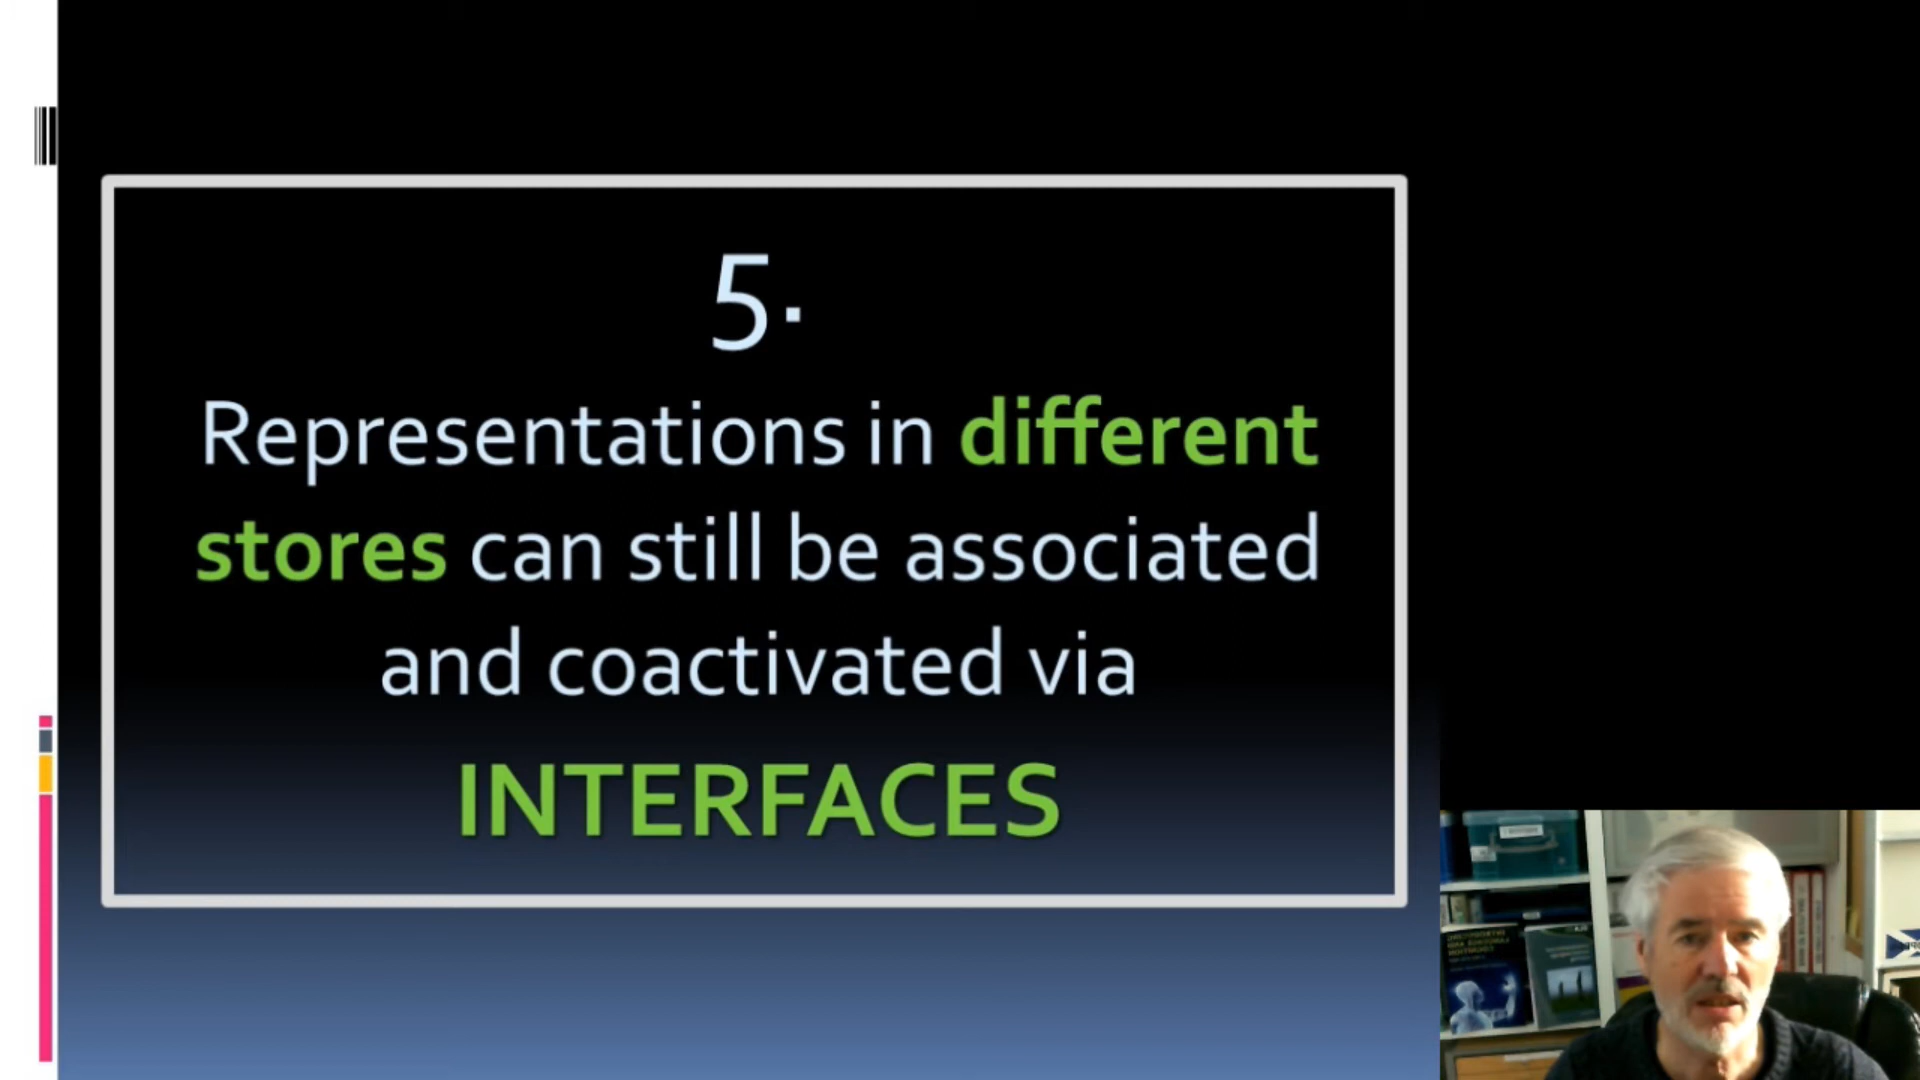 5.
Representations in different
stores can still be associated
and coactivated via
INTERFACES